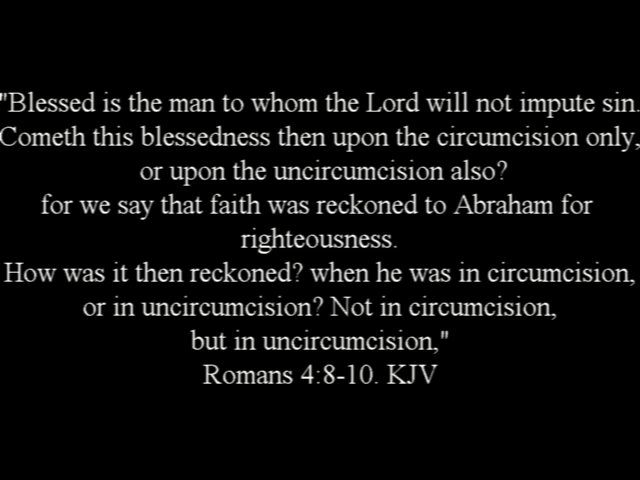 "Blessed is the man to whom the Lord will not impute sin.
Cometh this blessedness then upon the circumcision only,
or upon the uncircumcision also?
for we say that faith was reckoned to Abraham for
righteousness.
How was it then reckoned? when he was in circumcision,
or in uncircumcision? Not in circumcision,
but in uncircumcision,"
Romans 4:8-10. KJV